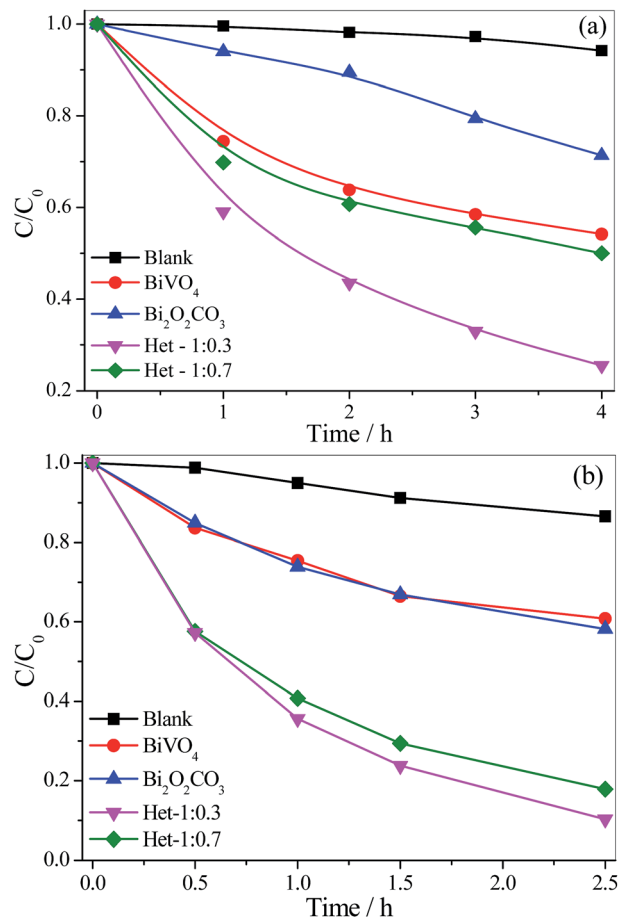 (a)
1.0
0.8
0.6
0.4
0.2
C/C₀
Blank
BiVO₄
Bi₂O₂CO₃
Het - 1:0.3
Het - 1:0.7
0 1 2 3 4
Time / h
(b)
1.0
0.8
0.6
0.4
0.2
0.0
C/C₀
Blank
BiVO₄
Bi₂O₂CO₃
Het-1:0.3
Het-1:0.7
0.0 0.5 1.0 1.5 2.0 2.5
Time / h